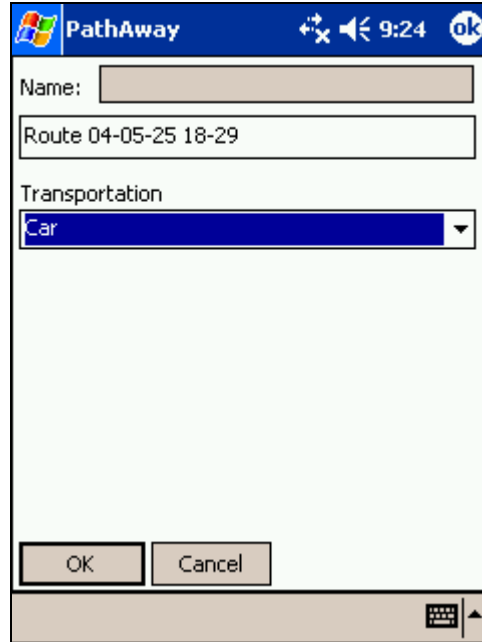 PathAway 9:24 ok
Name:
Route 04-05-25 18-29
Transportation
Car
OK Cancel